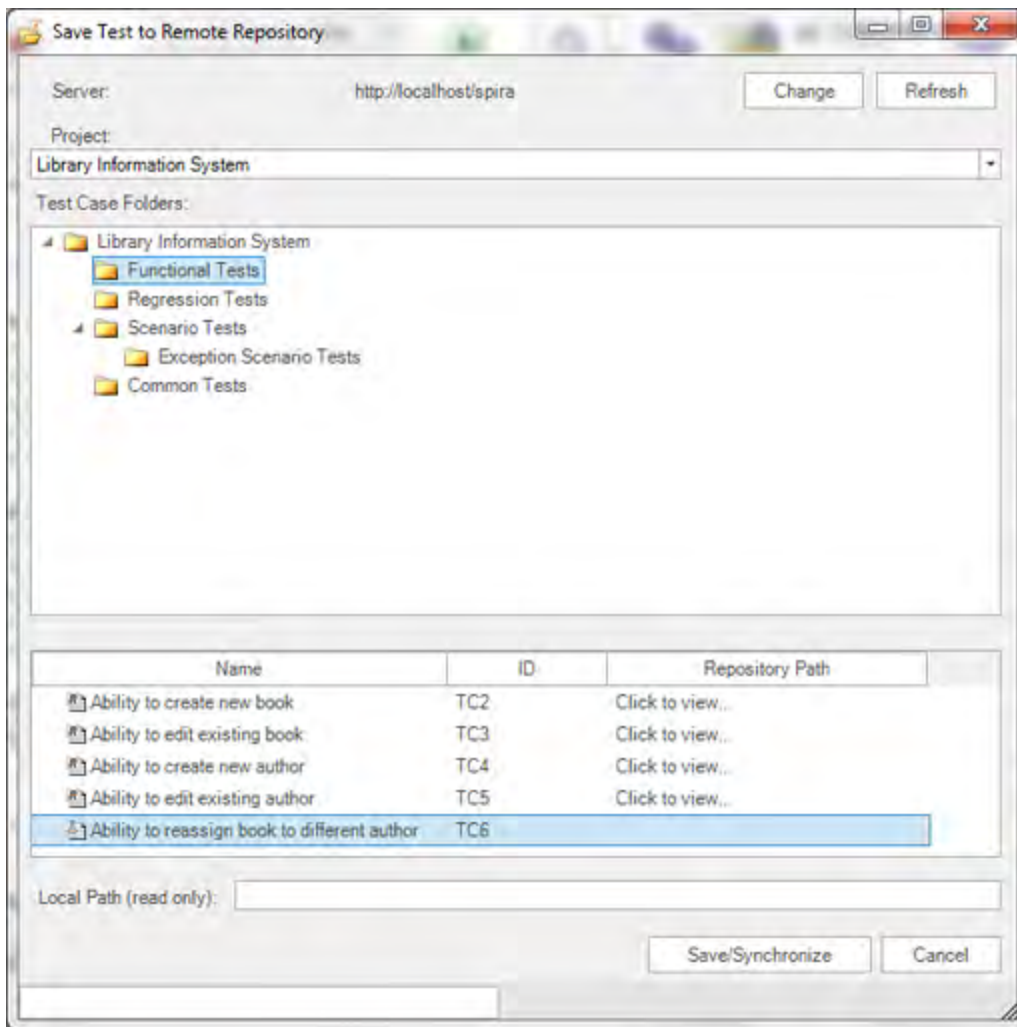 Save Test to Remote Repository
Server: http://localhost/spira Change Refresh
Project:
Library Information System
Test Case Folders:
Library Information System
Functional Tests
Regression Tests
Scenario Tests
Exception Scenario Tests
Common Tests
Name ID Repository Path
Ability to create new book TC2 Click to view...
Ability to edit existing book TC3 Click to view...
Ability to create new author TC4 Click to view...
Ability to edit existing author TC5 Click to view...
Ability to reassign book to different author TC6
Local Path (read only):
Save/Synchronize Cancel